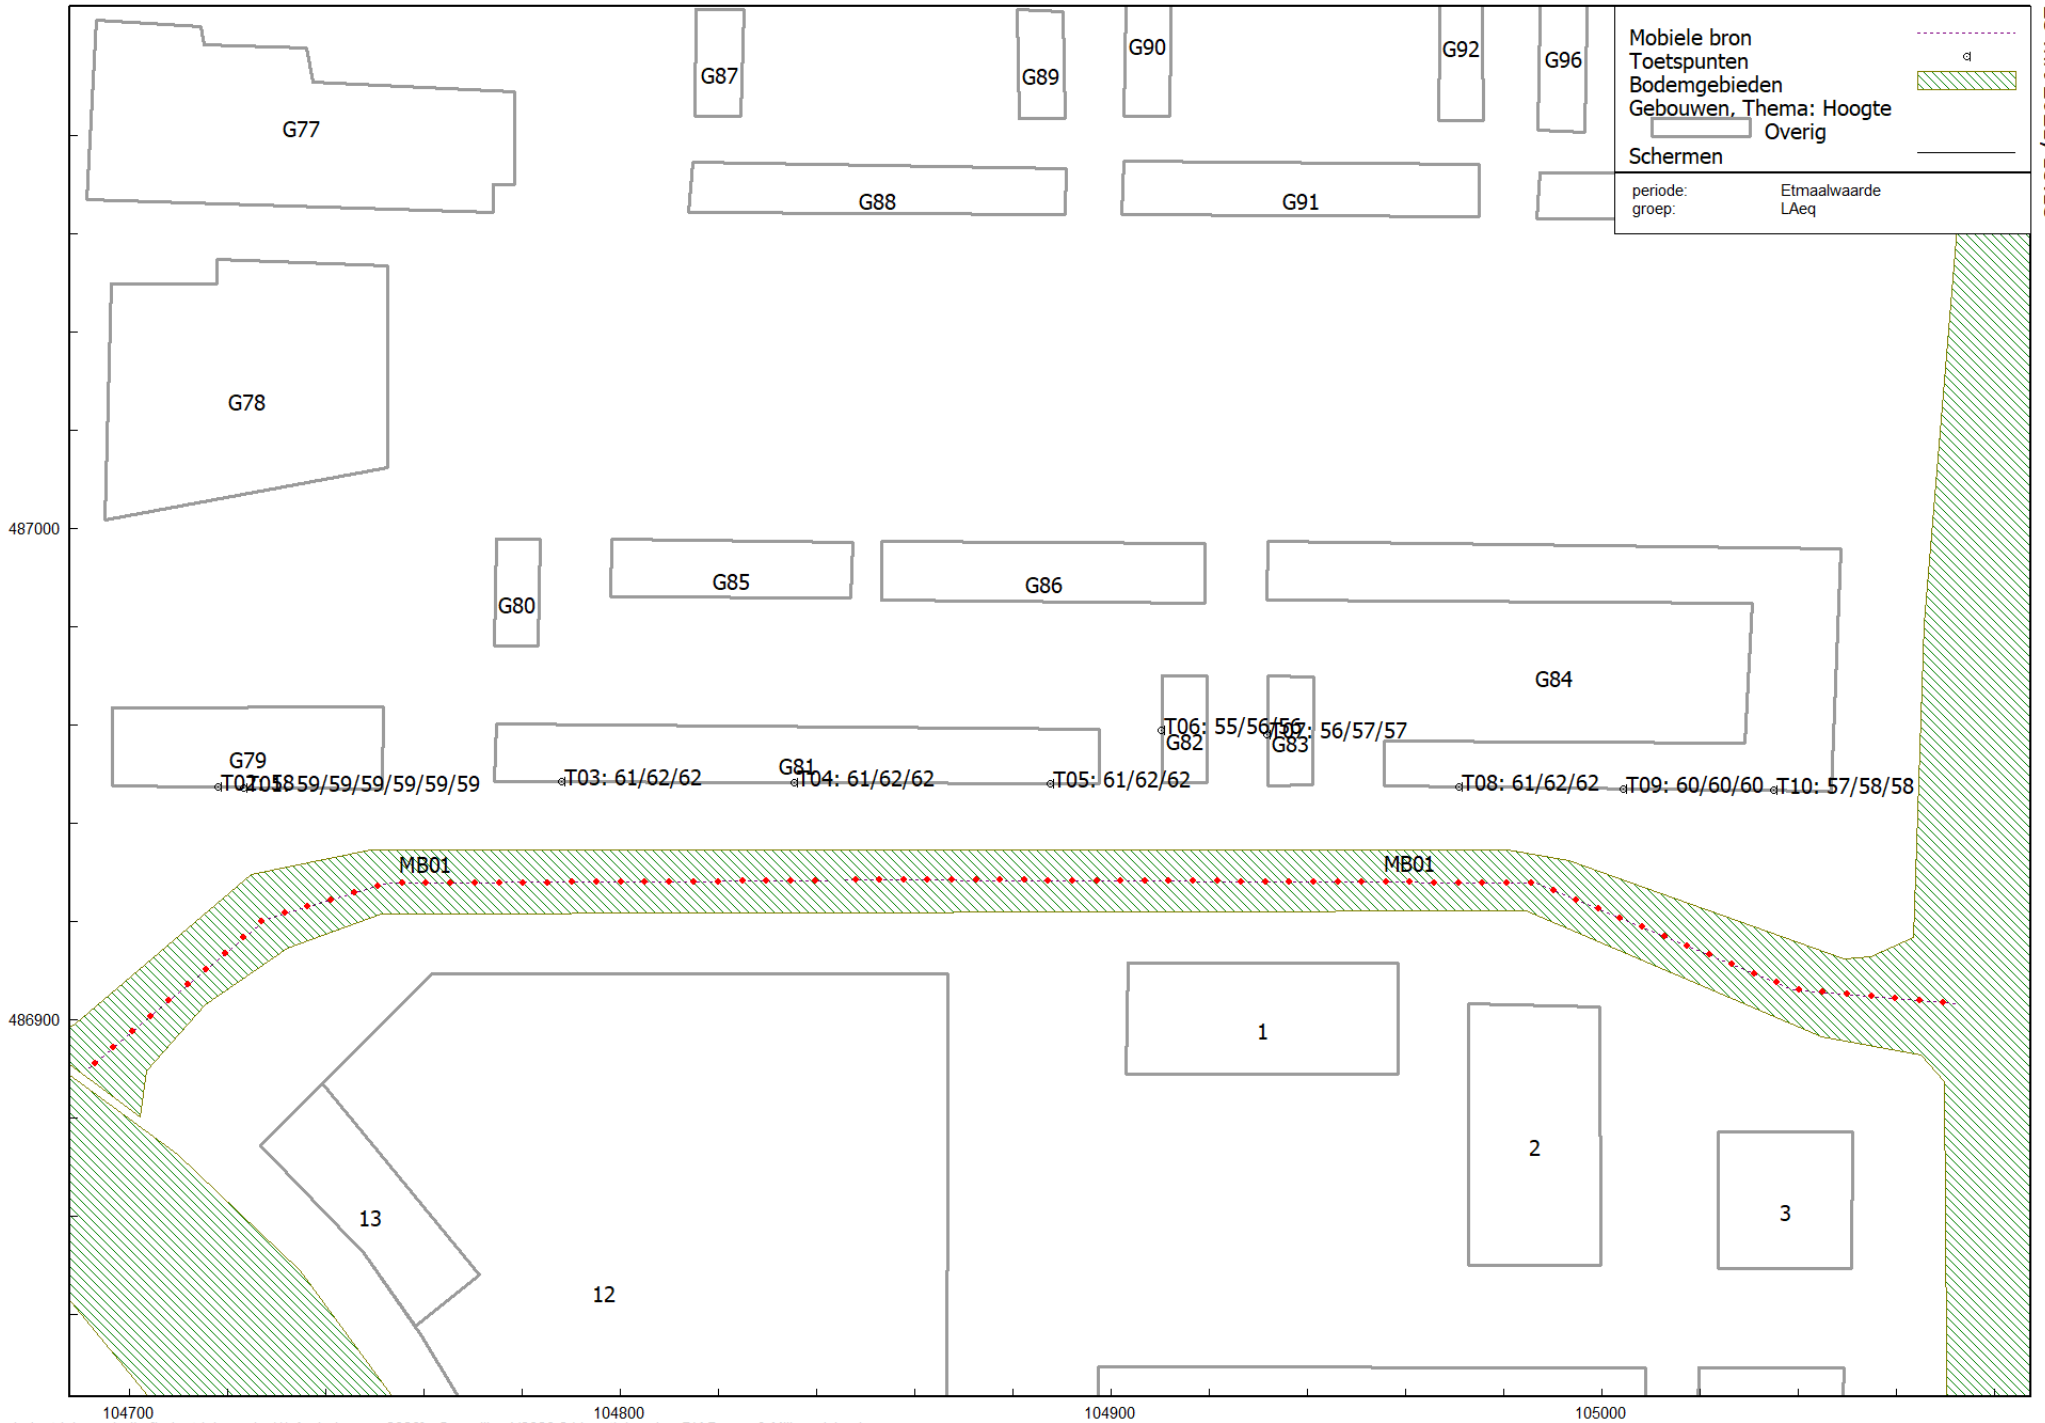 Mobiele bron
Toetspunten
Bodemgebieden
Gebouwen, Thema: Hoogte
Overig
Schermen
periode: Etmaalwaarde
groep: LAeq
G87
G89
G90
G92
G96
G77
G88
G91
G78
487000
G85
G86
G80
G84
G79
G81
G82
G83
T06: 55/56/56
T07: 56/57/57
59/59/59/59/59/59
T03: 61/62/62
T04: 61/62/62
T05: 61/62/62
T08: 61/62/62
T09: 60/60/60
T10: 57/58/58
MB01
MB01
486900
1
2
3
13
12
104700
104800
104900
105000